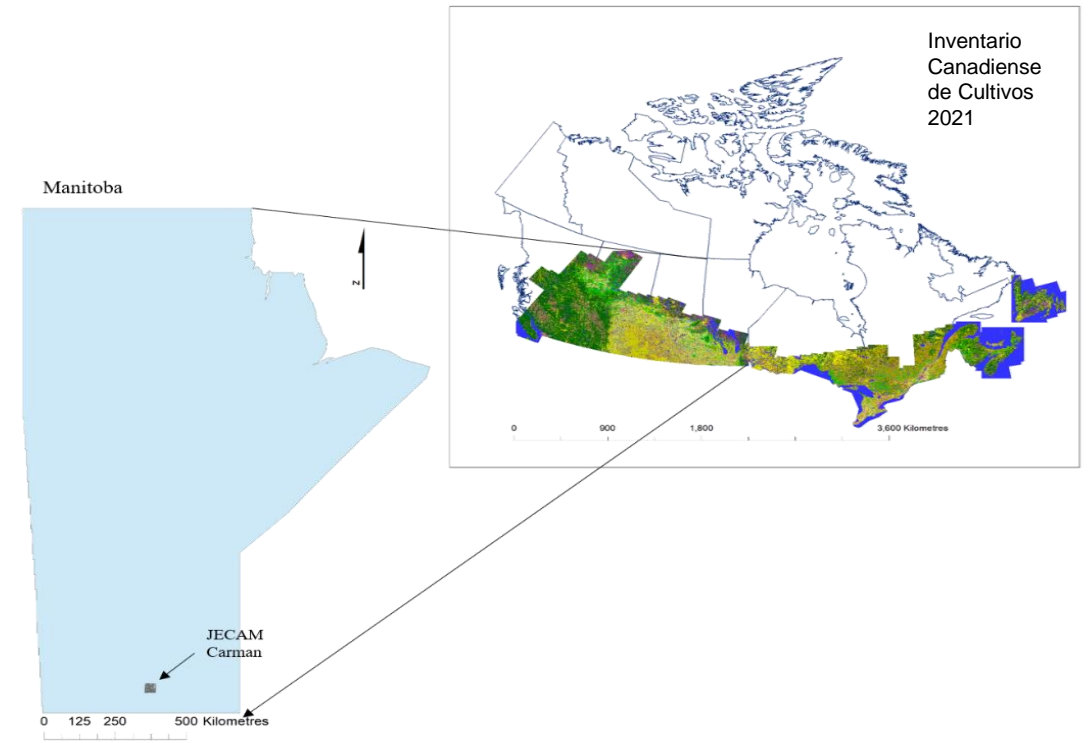 Inventario
Canadiense
de Cultivos
2021
0 900 1,800 3,600 Kilometres
Manitoba
N
JECAM
Carman
0 125 250 500 Kilometres